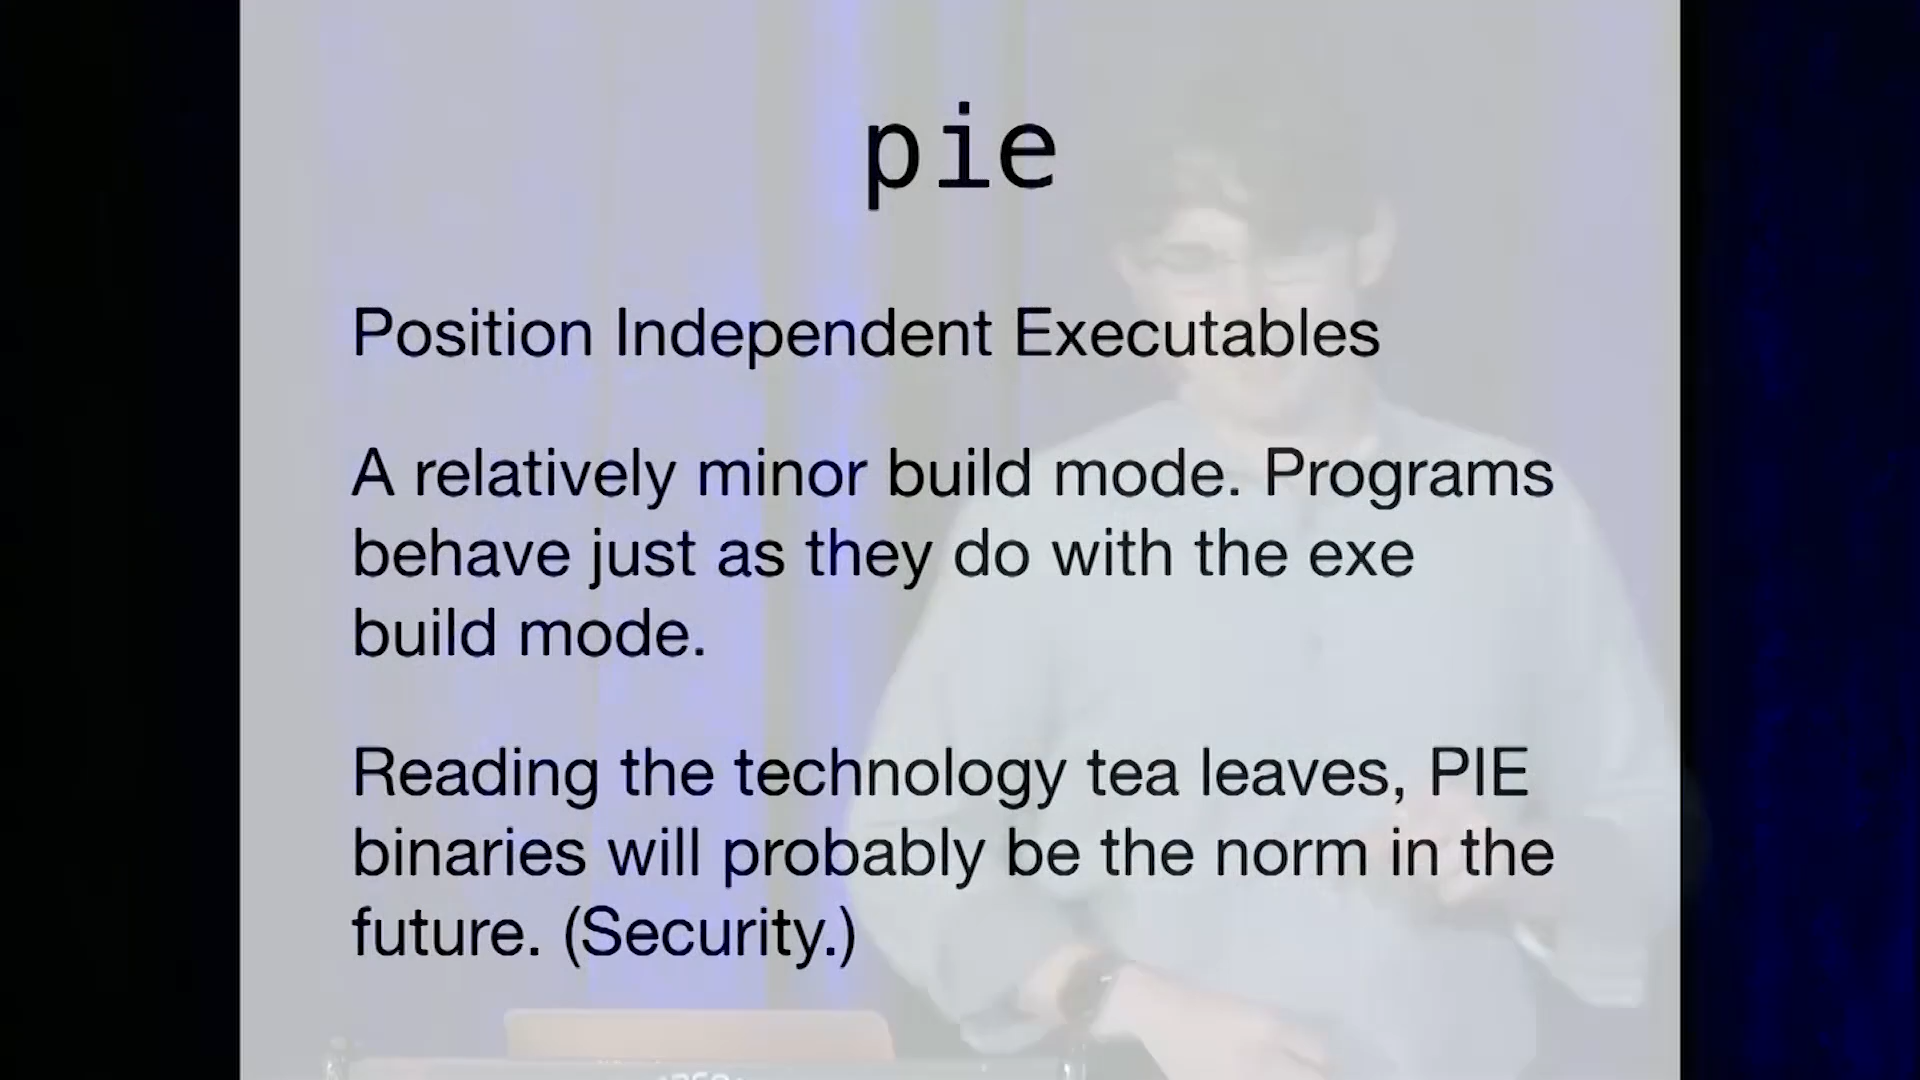 pie
Position Independent Executables
A relatively minor build mode. Programs
behave just as they do with the exe
build mode.
Reading the technology tea leaves, PIE
binaries will probably be the norm in the
future. (Security.)